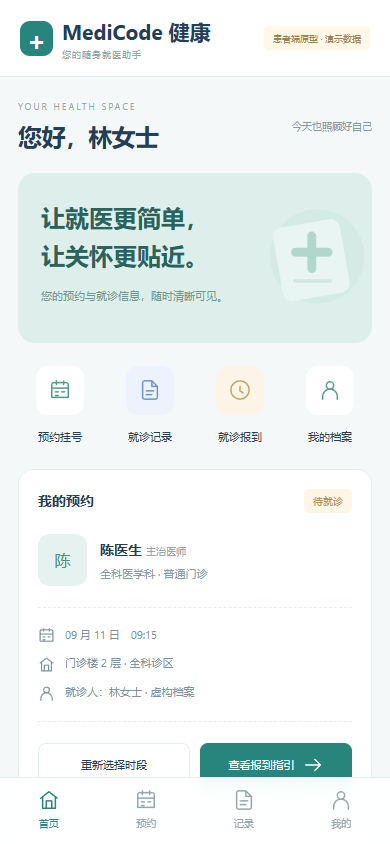 MediCode 健康
您的随身就医助手
患者端原型 · 演示数据
YOUR HEALTH SPACE
您好，林女士
今天也照顾好自己
让就医更简单，
让关怀更贴近。
您的预约与就诊信息，随时清晰可见。
预约挂号
就诊记录
就诊报到
我的档案
我的预约
待就诊
陈
陈医生 主治医师
全科医学科 · 普通门诊
09 月 11 日 09:15
门诊楼 2 层 · 全科诊区
就诊人：林女士 · 虚构档案
重新选择时段
查看报到指引
首页
预约
记录
我的